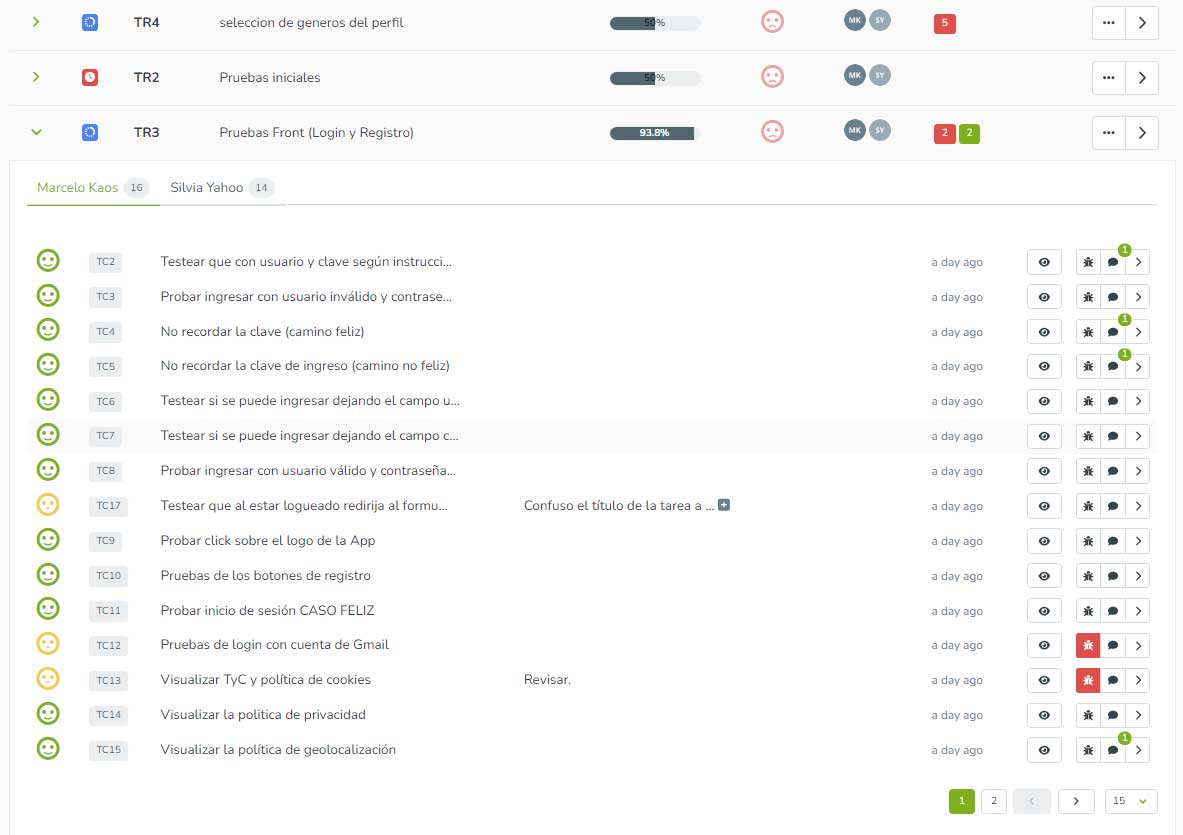 TR4 seleccion de generos del perfil 50% MK SY 5 ...
TR2 Pruebas iniciales 50% MK SY ...
TR3 Pruebas Front (Login y Registro) 93.8% MK SY 2 2 ...
Marcelo Kaos 16 Silvia Yahoo 14
TC2 Testear que con usuario y clave según instrucci... a day ago 1
TC3 Probar ingresar con usuario inválido y contrase... a day ago
TC4 No recordar la clave (camino feliz) a day ago 1
TC5 No recordar la clave de ingreso (camino no feliz) a day ago 1
TC6 Testear si se puede ingresar dejando el campo u... a day ago
TC7 Testear si se puede ingresar dejando el campo c... a day ago
TC8 Probar ingresar con usuario válido y contraseña... a day ago
TC17 Testear que al estar logueado redirija al formu... Confuso el título de la tarea a ... a day ago
TC9 Probar click sobre el logo de la App a day ago
TC10 Pruebas de los botones de registro a day ago
TC11 Probar inicio de sesión CASO FELIZ a day ago
TC12 Pruebas de login con cuenta de Gmail a day ago
TC13 Visualizar TyC y política de cookies Revisar. a day ago
TC14 Visualizar la politica de privacidad a day ago
TC15 Visualizar la política de geolocalización a day ago 1
1 2 15